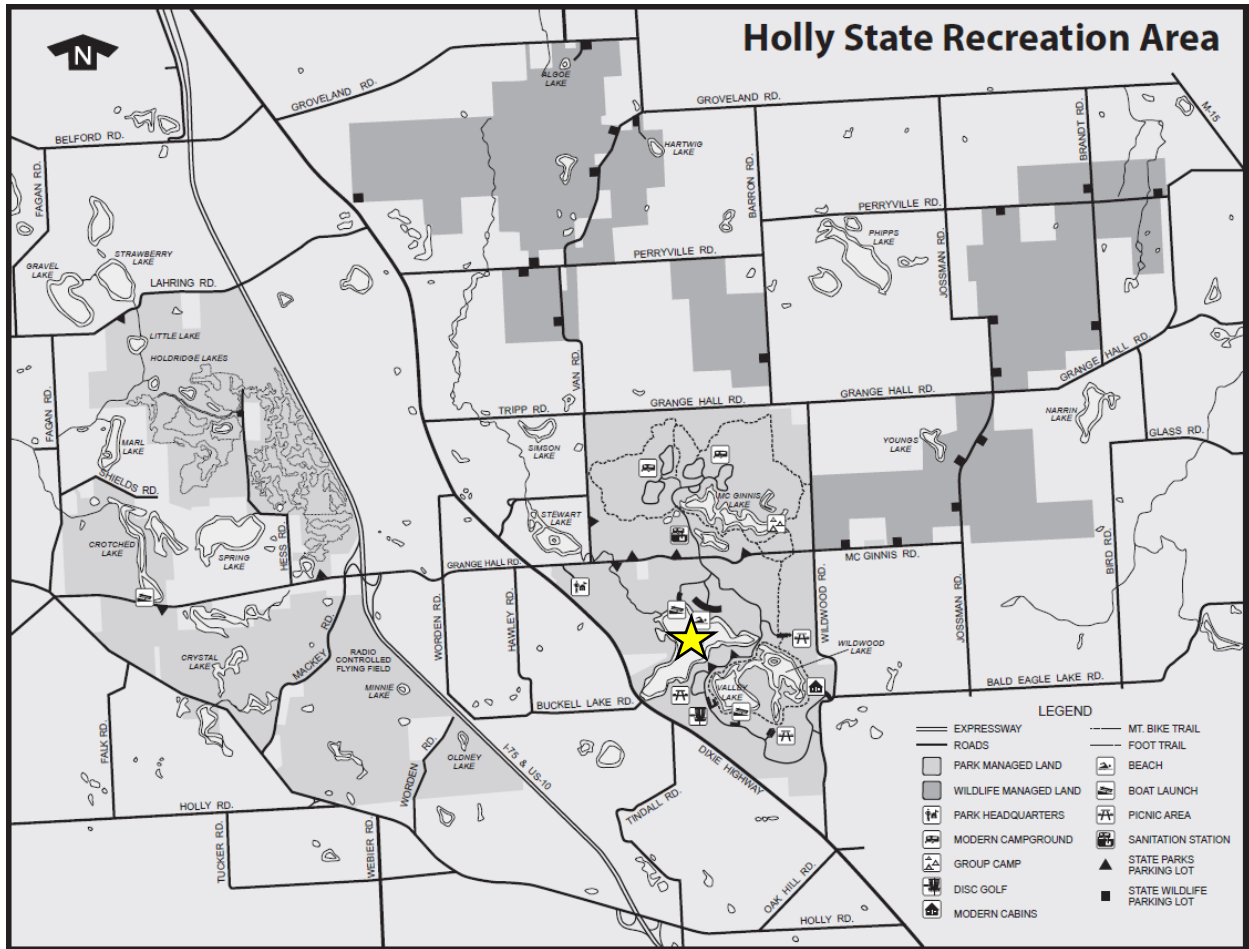 Holly State Recreation Area
N
ALGOE
LAKE
GROVELAND RD.
GROVELAND RD.
M-15
BELFORD RD.
BRANDT RD.
HARTWIG
LAKE
FAGAN RD.
BARRON RD.
PERRYVILLE RD.
PERRYVILLE RD.
PHIPPS
LAKE
JOSSMAN RD.
STRAWBERRY
LAKE
GRAVEL
LAKE
LAHRING RD.
LITTLE LAKE
HOLDRIDGE LAKES
VAN RD.
GRANGE HALL RD.
GRANGE HALL RD.
GRANGE HALL RD.
TRIPP RD.
FAGAN RD.
NARRIN
LAKE
GLASS RD.
MARL
LAKE
SIMSON
LAKE
YOUNGS
LAKE
SHIELDS RD.
MC GINNIS
LAKE
STEWART
LAKE
CROTCHED
LAKE
SPRING
LAKE
HESS RD.
GRANGE HALL RD.
MC GINNIS RD.
BIRD RD.
WORDEN RD.
HAWLEY RD.
WILDWOOD RD.
JOSSMAN RD.
MACKEY RD.
CRYSTAL
LAKE
RADIO
CONTROLLED
FLYING FIELD
WILDWOOD
LAKE
MINNIE
LAKE
VALLEY
LAKE
BALD EAGLE LAKE RD.
BUCKELL LAKE RD.
FALK RD.
WORDEN RD.
OLDNEY
LAKE
I-75 & US-10
DIXIE HIGHWAY
HOLLY RD.
TINDALL RD.
TUCKER RD.
WEBIER RD.
OAK HILL RD.
HOLLY RD.
LEGEND
EXPRESSWAY
ROADS
PARK MANAGED LAND
WILDLIFE MANAGED LAND
PARK HEADQUARTERS
MODERN CAMPGROUND
GROUP CAMP
DISC GOLF
MODERN CABINS
MT. BIKE TRAIL
FOOT TRAIL
BEACH
BOAT LAUNCH
PICNIC AREA
SANITATION STATION
STATE PARKS
PARKING LOT
STATE WILDLIFE
PARKING LOT